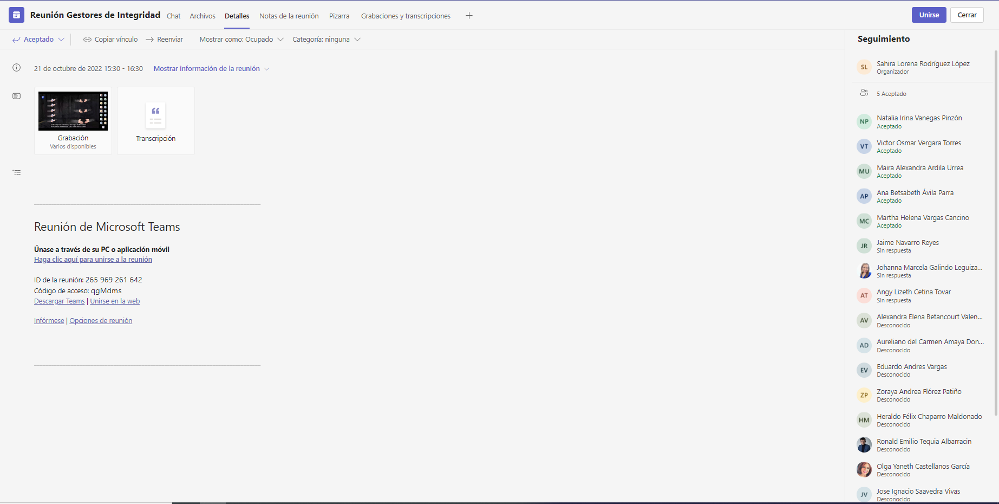 Reunión Gestores de Integridad
Chat
Archivos
Detalles
Notas de la reunión
Pizarra
Grabaciones y transcripciones
Unirse
Cerrar
Aceptado
Copiar vínculo
Reenviar
Mostrar como: Ocupado
Categoría: ninguna
21 de octubre de 2022 15:30 - 16:30
Mostrar información de la reunión
Grabación
Varios disponibles
Transcripción
Reunión de Microsoft Teams
Únase a través de su PC o aplicación móvil
Haga clic aquí para unirse a la reunión
ID de la reunión: 265 969 261 642
Código de acceso: qgMdms
Descargar Teams | Unirse en la web
Infórmese | Opciones de reunión
Seguimiento
SL
Sahira Lorena Rodríguez López
Organizador
5 Aceptado
NP
Natalia Irina Vanegas Pinzón
Aceptado
VT
Victor Osmar Vergara Torres
Aceptado
MU
Maira Alexandra Ardila Urrea
Aceptado
AP
Ana Betsabeth Ávila Parra
Aceptado
MC
Martha Helena Vargas Cancino
Aceptado
JR
Jaime Navarro Reyes
Sin respuesta
Johanna Marcela Galindo Leguiza...
Sin respuesta
AT
Angy Lizeth Cetina Tovar
Sin respuesta
AV
Alexandra Elena Betancourt Valen...
Desconocido
AD
Aureliano del Carmen Amaya Don...
Desconocido
EV
Eduardo Andres Vargas
Desconocido
ZP
Zoraya Andrea Flórez Patiño
Desconocido
HM
Heraldo Félix Chaparro Maldonado
Desconocido
Ronald Emilio Tequia Albarracin
Desconocido
Olga Yaneth Castellanos García
Desconocido
JV
Jose Ignacio Saavedra Vivas
Desconocido